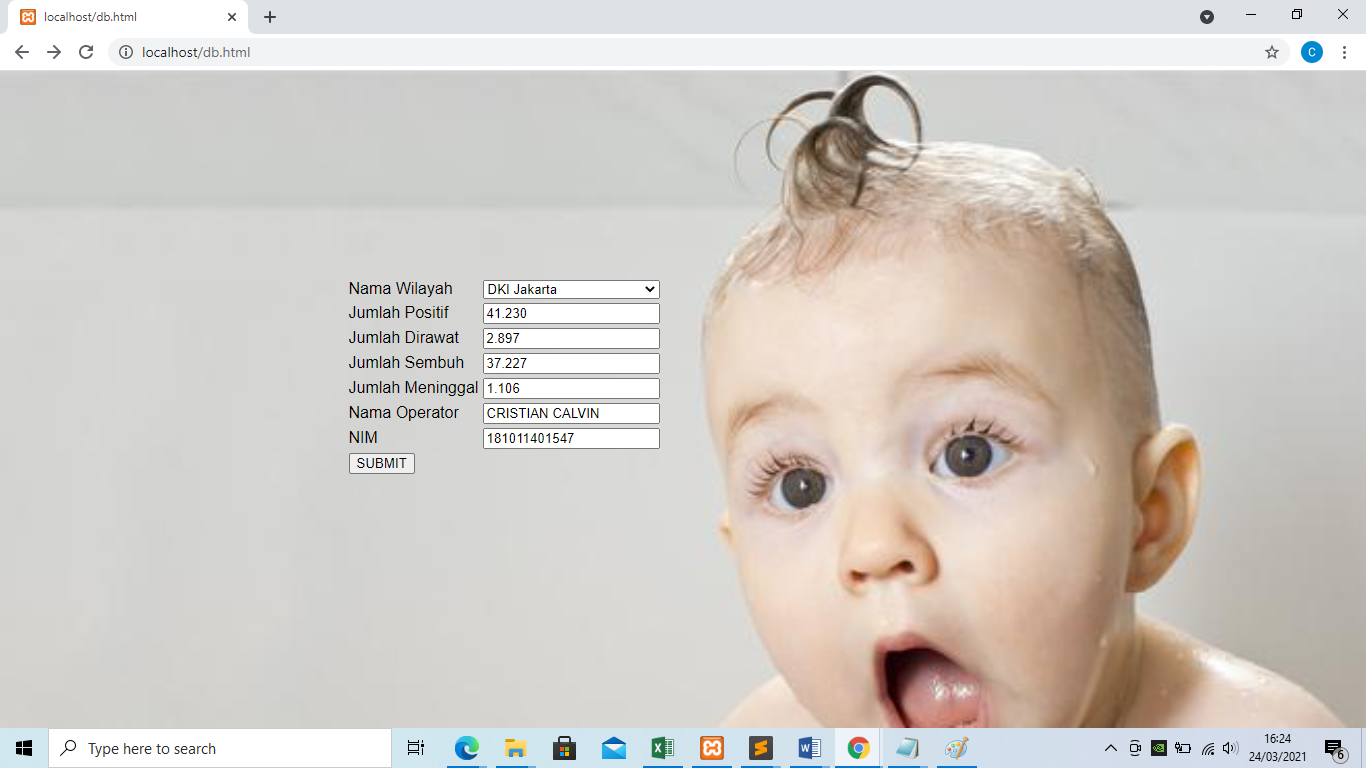 localhost/db.html
localhost/db.html
C
Nama Wilayah DKI Jakarta
Jumlah Positif 41.230
Jumlah Dirawat 2.897
Jumlah Sembuh 37.227
Jumlah Meninggal 1.106
Nama Operator CRISTIAN CALVIN
NIM 181011401547
SUBMIT
Type here to search
16:24
24/03/2021
6